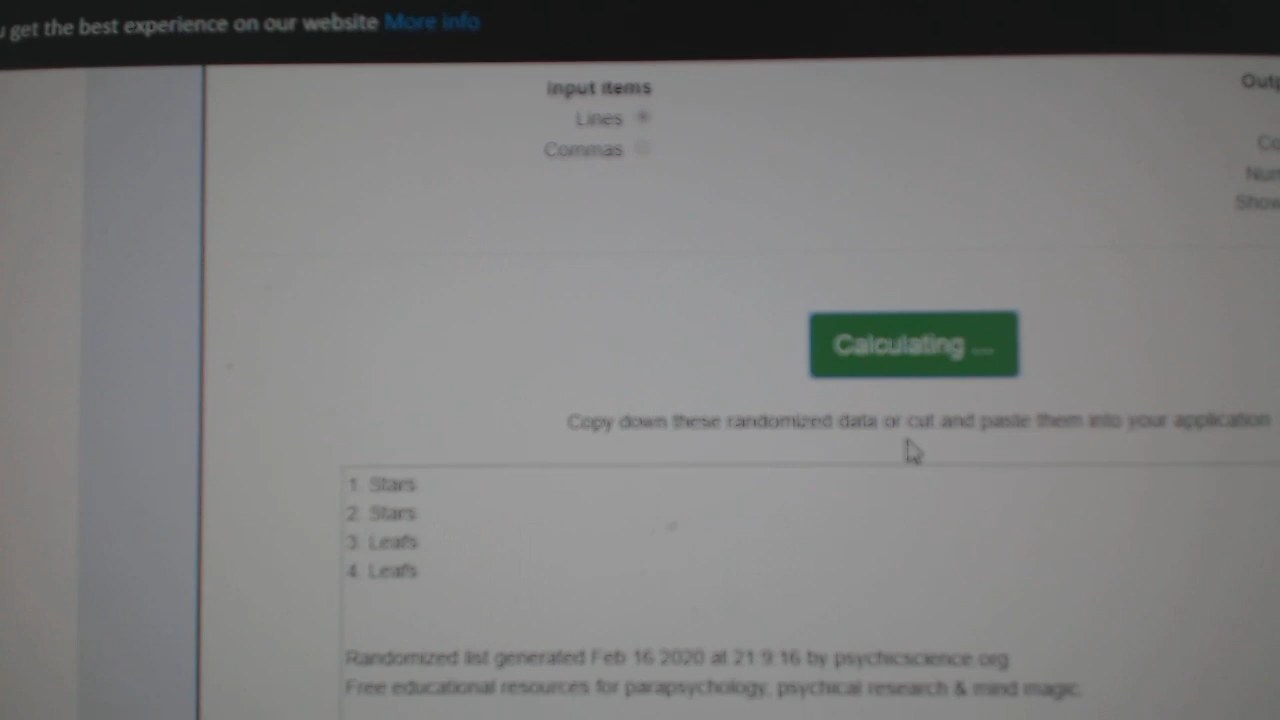 get the best experience on our website More info
Input items
Lines
Commas
Calculating ...
Copy down these randomized data or cut and paste them into your application
1. Stars
2. Stars
3. Leafs
4. Leafs
Randomized list generated Feb 16 2020 at 21:9:16 by psychicscience.org
Free educational resources for parapsychology, psychical research & mind magic.